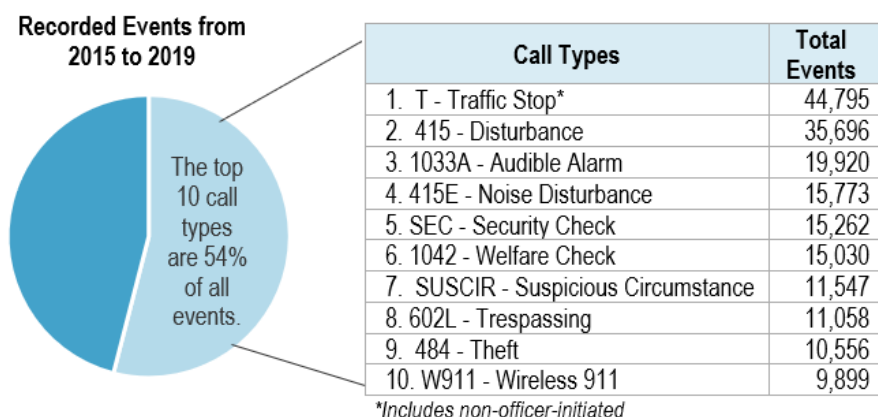 Recorded Events from
2015 to 2019
The top
10 call
types
are 54%
of all
events.
Call Types Total Events
1. T - Traffic Stop* 44,795
2. 415 - Disturbance 35,696
3. 1033A - Audible Alarm 19,920
4. 415E - Noise Disturbance 15,773
5. SEC - Security Check 15,262
6. 1042 - Welfare Check 15,030
7. SUSCIR - Suspicious Circumstance 11,547
8. 602L - Trespassing 11,058
9. 484 - Theft 10,556
10. W911 - Wireless 911 9,899
*Includes non-officer-initiated